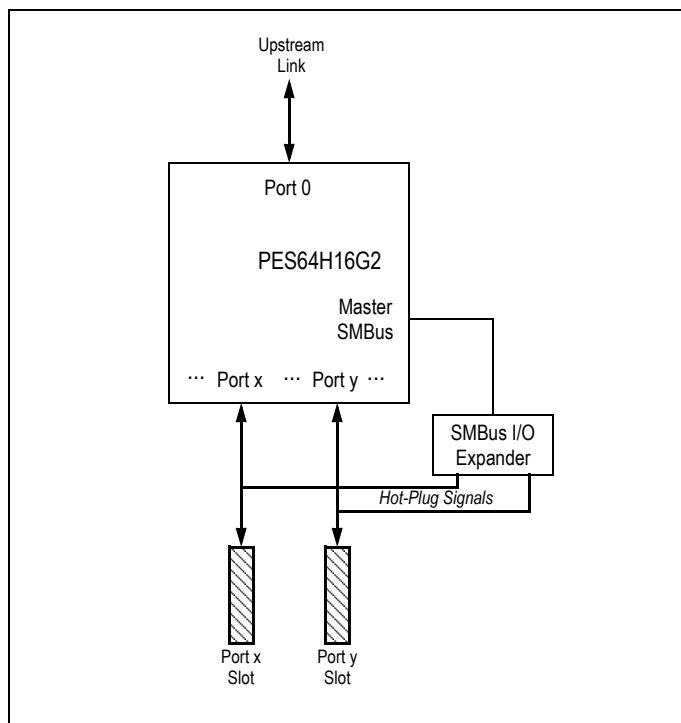 Upstream
Link
Port 0
PES64H16G2
Master
SMBus
··· Port x ··· Port y ···
SMBus I/O
Expander
Hot-Plug Signals
Port x
Slot
Port y
Slot